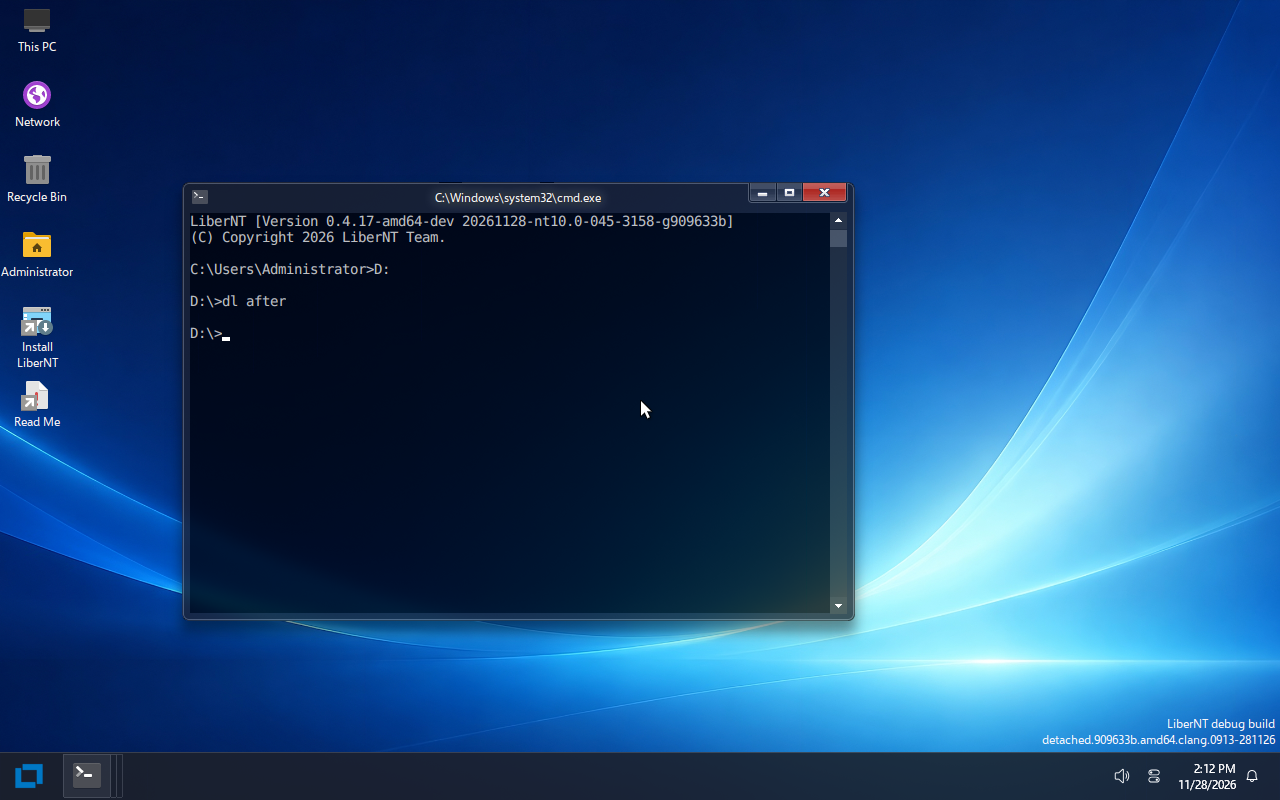 This PC
Network
Recycle Bin
Administrator
Install
LiberNT
Read Me
C:\Windows\system32\cmd.exe
LiberNT [Version 0.4.17-amd64-dev 20261128-nt10.0-045-3158-g909633b]
(C) Copyright 2026 LiberNT Team.
C:\Users\Administrator>D:
D:\>dl after
D:\>
LiberNT debug build
detached.909633b.amd64.clang.0913-281126
2:12 PM
11/28/2026